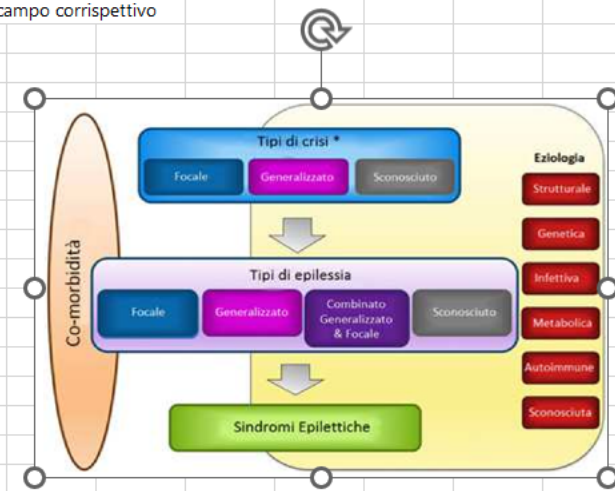 campo corrispettivo
Tipi di crisi *
Focale
Generalizzato
Sconosciuto
Eziologia
Strutturale
Genetica
Infettiva
Metabolica
Autoimmune
Sconosciuta
Co-morbidità
Tipi di epilessia
Focale
Generalizzato
Combinato
Generalizzato
& Focale
Sconosciuto
Sindromi Epilettiche